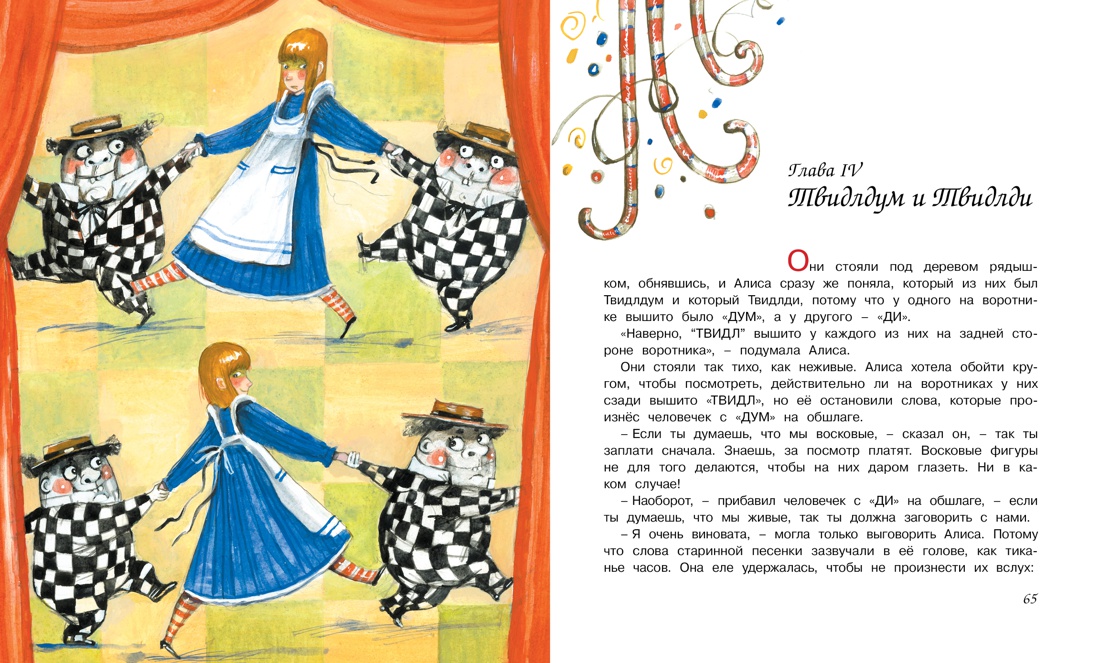 Глава IV
Твидлдум и Твидлди
Они стояли под деревом рядыш-
ком, обнявшись, и Алиса сразу же поняла, который из них был
Твидлдум и который Твидлди, потому что у одного на воротни-
ке вышито было «ДУМ», а у другого – «ДИ».
«Наверно, “ТВИДЛ” вышито у каждого из них на задней сто-
роне воротника», – подумала Алиса.
Они стояли так тихо, как неживые. Алиса хотела обойти кру-
гом, чтобы посмотреть, действительно ли на воротниках у них
сзади вышито «ТВИДЛ», но её остановили слова, которые про-
изнёс человечек с «ДУМ» на обшлаге.
– Если ты думаешь, что мы восковые, – сказал он, – так ты
заплати сначала. Знаешь, за посмотр платят. Восковые фигуры
не для того делаются, чтобы на них даром глазеть. Ни в ка-
ком случае!
– Наоборот, – прибавил человечек с «ДИ» на обшлаге, – если
ты думаешь, что мы живые, так ты должна заговорить с нами.
– Я очень виновата, – могла только выговорить Алиса. Потому
что слова старинной песенки зазвучали в её голове, как тика-
нье часов. Она еле удержалась, чтобы не произнести их вслух:
65